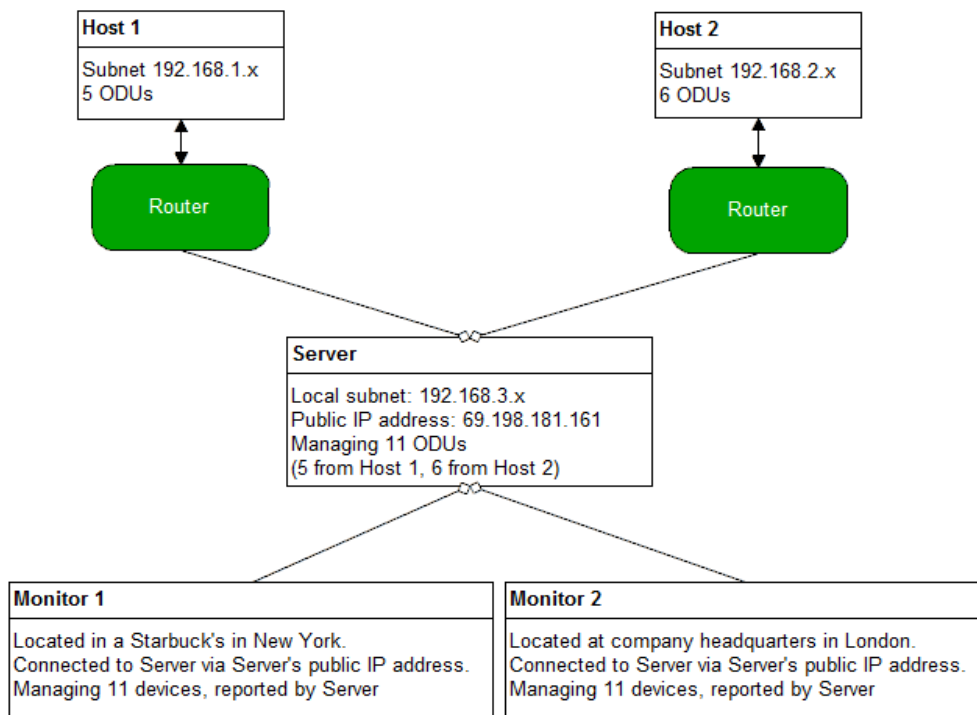 Host 1
Subnet 192.168.1.x
5 ODUs
Host 2
Subnet 192.168.2.x
6 ODUs
Router
Router
Server
Local subnet: 192.168.3.x
Public IP address: 69.198.181.161
Managing 11 ODUs
(5 from Host 1, 6 from Host 2)
Monitor 1
Located in a Starbuck's in New York.
Connected to Server via Server's public IP address.
Managing 11 devices, reported by Server
Monitor 2
Located at company headquarters in London.
Connected to Server via Server's public IP address.
Managing 11 devices, reported by Server